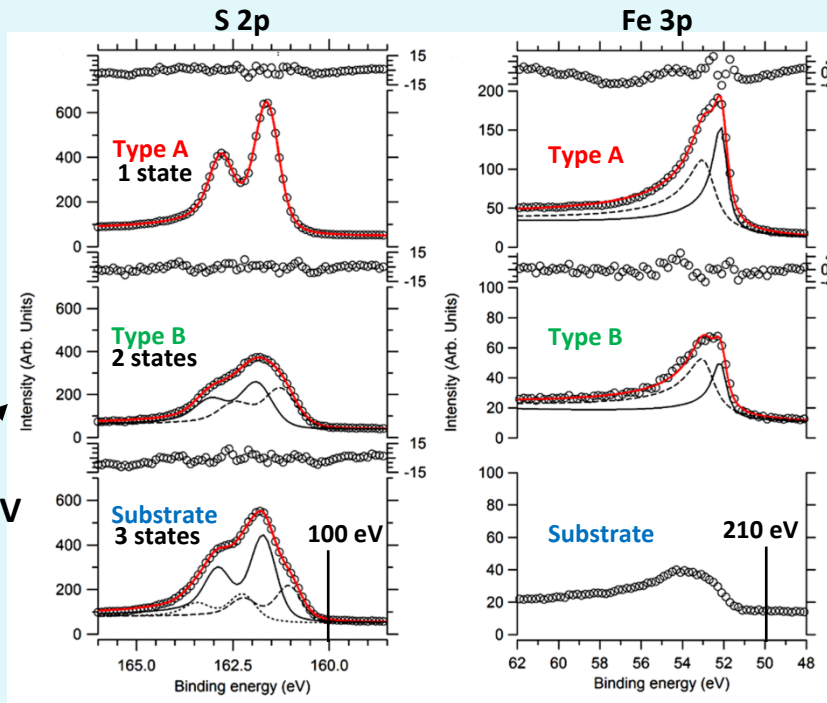 S 2p
Fe 3p
15
-15
600
400
200
0
Type A
1 state
15
-15
600
400
200
0
Type B
2 states
15
-15
600
400
200
0
Substrate
3 states
100 eV
165.0
162.5
160.0
Binding energy (eV)
Intensity (Arb. Units)
V
200
150
100
50
0
Type A
100
80
60
40
20
0
Type B
100
80
60
40
20
0
Substrate
210 eV
62
60
58
56
54
52
50
48
Binding energy (eV)
Intensity (Arb. Units)